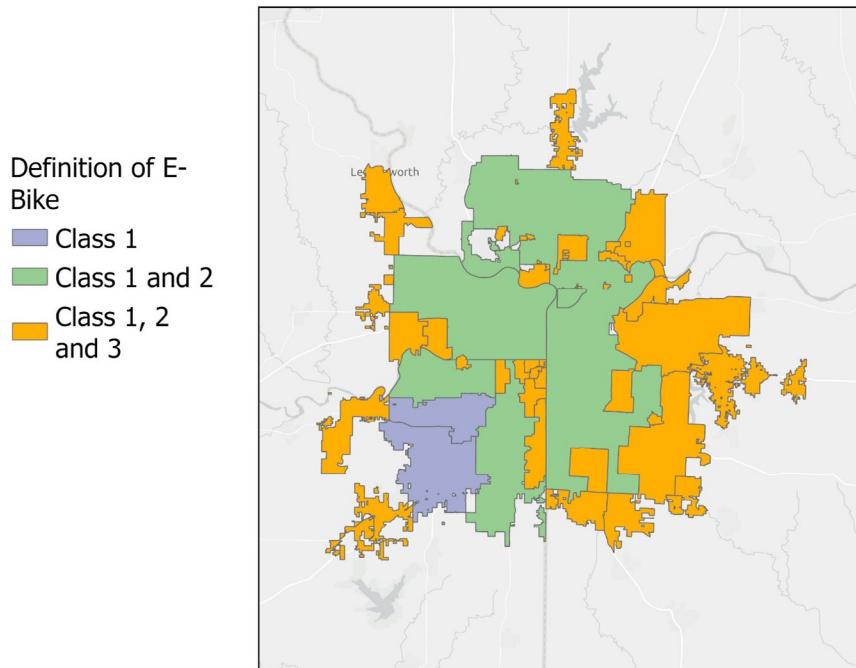 Definition of E-
Bike
Class 1
Class 1 and 2
Class 1, 2
and 3